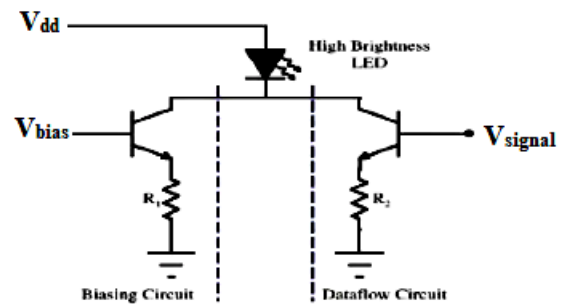 Vdd
High Brightness
LED
Vbias
Vsignal
R1
R2
Biasing Circuit
Dataflow Circuit